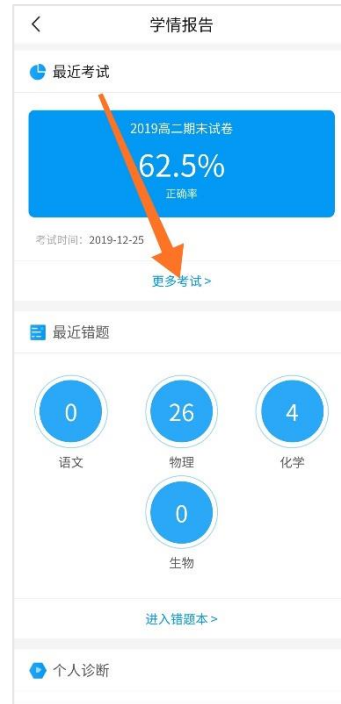 学情报告
最近考试
2019高二期末试卷
62.5%
正确率
考试时间：2019-12-25
更多考试 >
最近错题
0
26
4
语文
物理
化学
0
生物
进入错题本 >
个人诊断